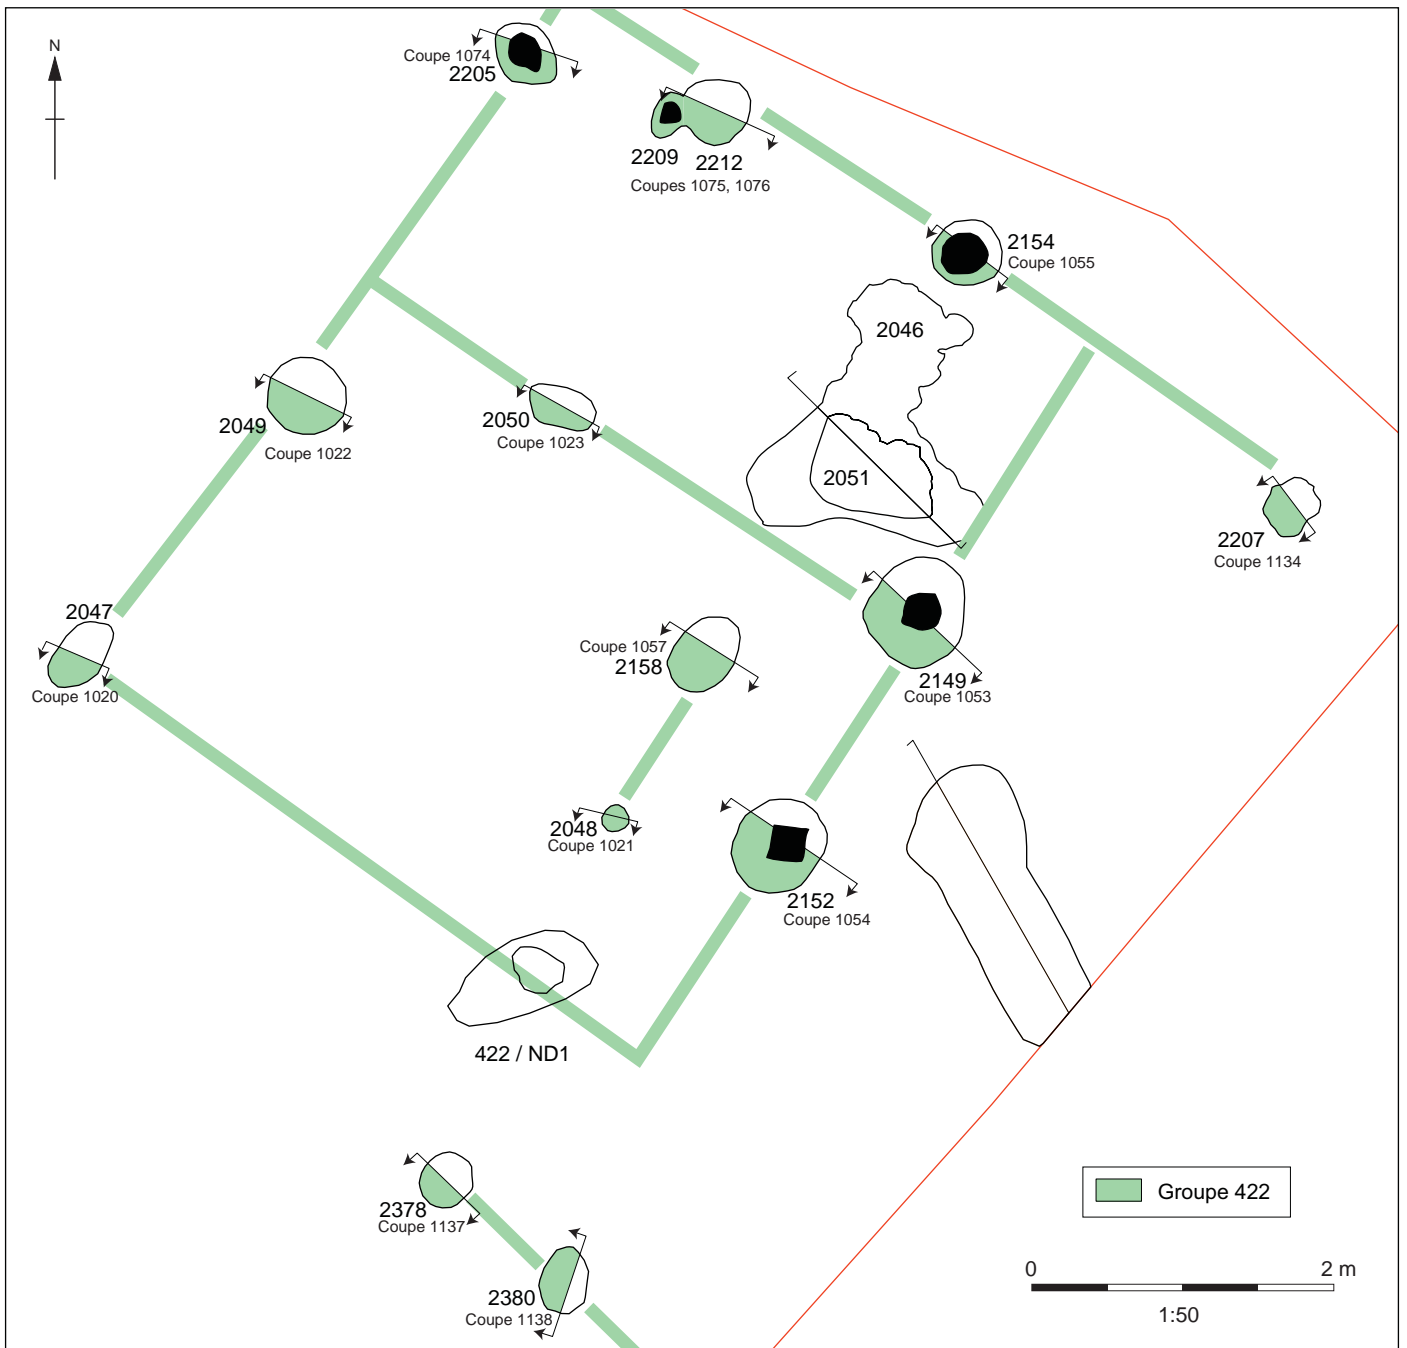 N
Coupe 1074
2205
2209
2212
Coupes 1075, 1076
2154
Coupe 1055
2046
2049
Coupe 1022
2050
Coupe 1023
2051
2207
Coupe 1134
2047
Coupe 1020
Coupe 1057
2158
2149
Coupe 1053
2048
Coupe 1021
2152
Coupe 1054
422 / ND1
2378
Coupe 1137
2380
Coupe 1138
Groupe 422
0 2 m
1:50